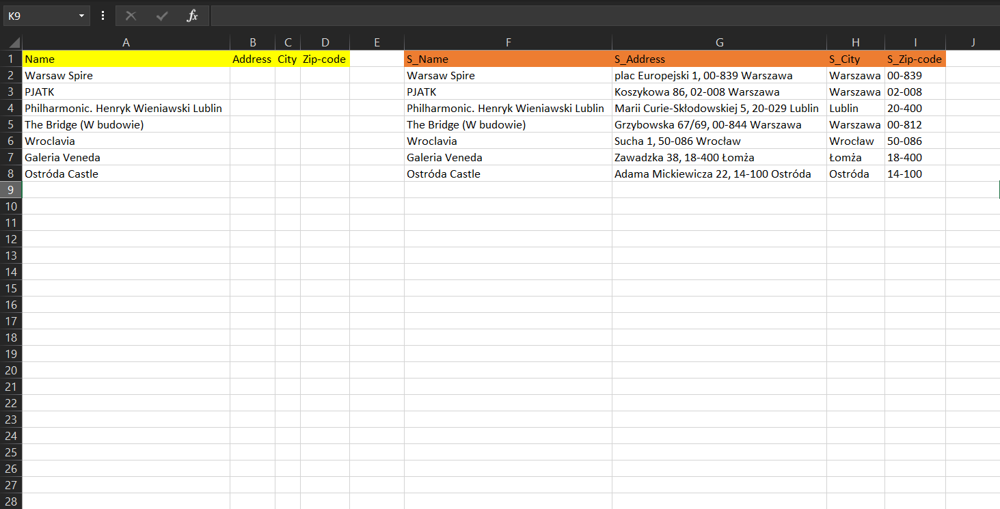 K9 fx
A B C D E F G H I J
1 Name Address City Zip-code S_Name S_Address S_City S_Zip-code
2 Warsaw Spire Warsaw Spire plac Europejski 1, 00-839 Warszawa Warszawa 00-839
3 PJATK PJATK Koszykowa 86, 02-008 Warszawa Warszawa 02-008
4 Philharmonic. Henryk Wieniawski Lublin Philharmonic. Henryk Wieniawski Lublin Marii Curie-Skłodowskiej 5, 20-029 Lublin Lublin 20-400
5 The Bridge (W budowie) The Bridge (W budowie) Grzybowska 67/69, 00-844 Warszawa Warszawa 00-812
6 Wroclavia Wroclavia Sucha 1, 50-086 Wrocław Wrocław 50-086
7 Galeria Veneda Galeria Veneda Zawadzka 38, 18-400 Łomża Łomża 18-400
8 Ostróda Castle Ostróda Castle Adama Mickiewicza 22, 14-100 Ostróda Ostróda 14-100
9
10
11
12
13
14
15
16
17
18
19
20
21
22
23
24
25
26
27
28